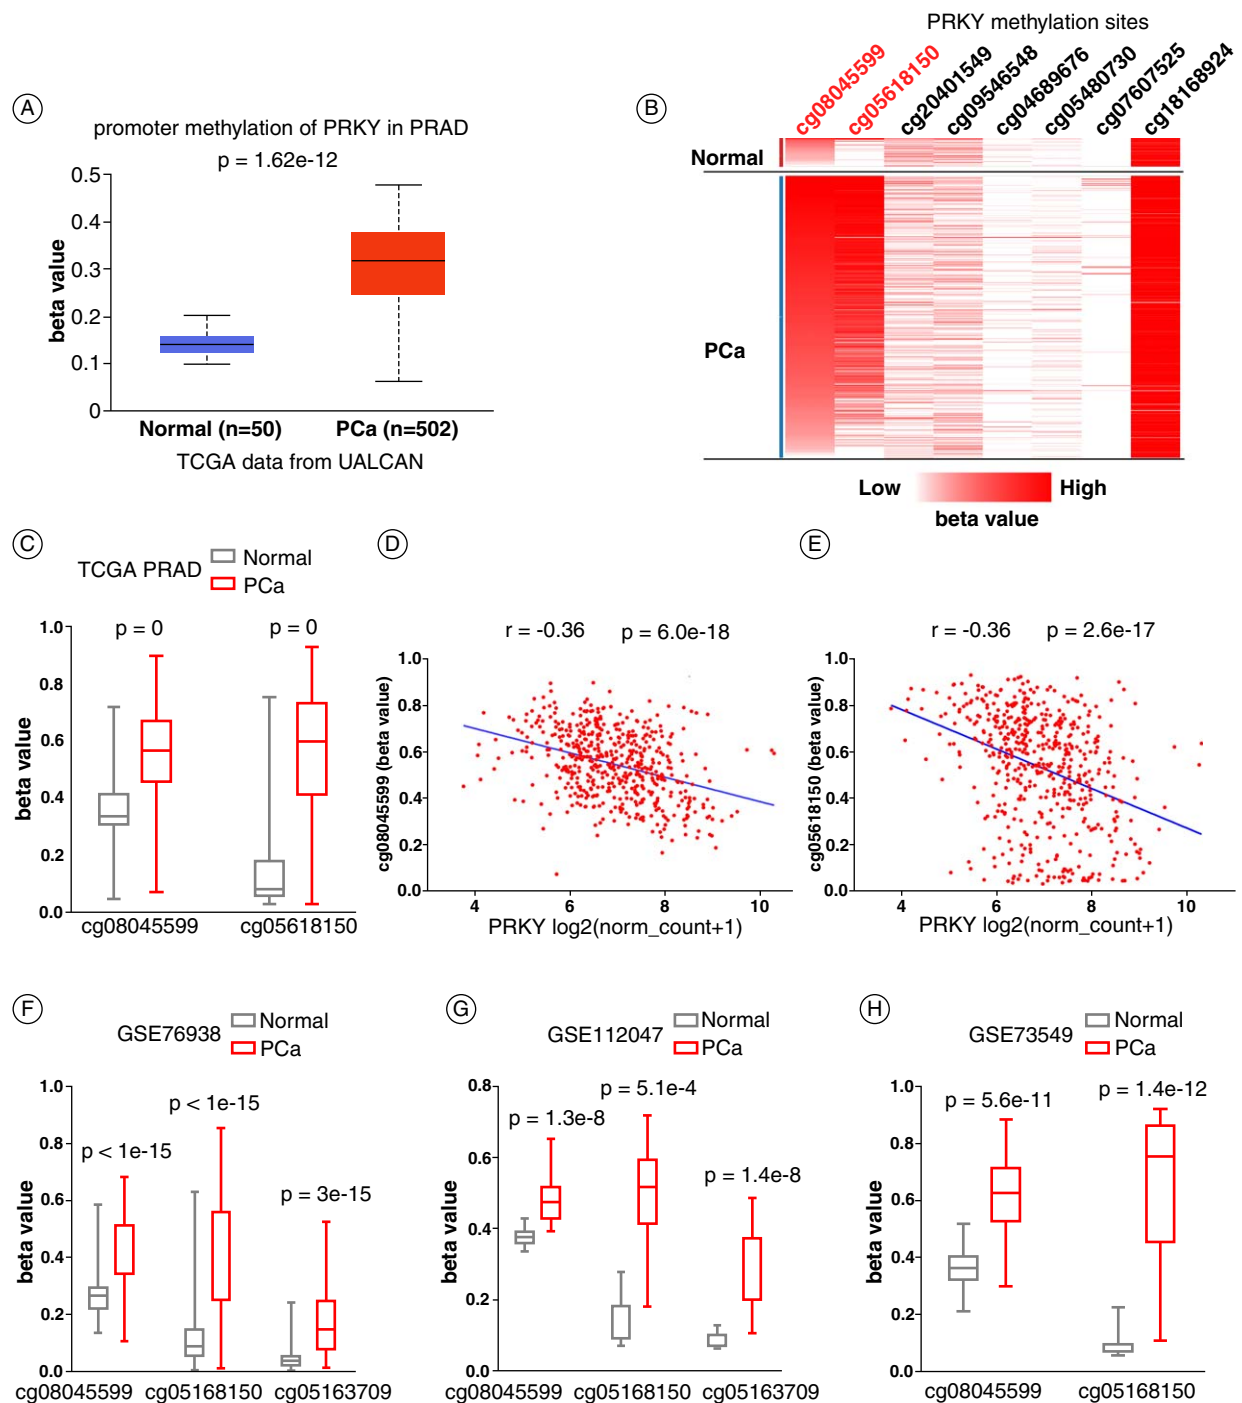 A
promoter methylation of PRKY in PRAD
p = 1.62e-12
0.5
0.4
0.3
0.2
0.1
0
beta value
Normal (n=50)
PCa (n=502)
TCGA data from UALCAN
B
PRKY methylation sites
cg08045599
cg05618150
cg20401549
cg09546548
cg04689676
cg05480730
cg07607525
cg18168924
Normal
PCa
Low
High
beta value
C
TCGA PRAD
Normal
PCa
p = 0
p = 0
1.0
0.8
0.6
0.4
0.2
0.0
beta value
cg08045599
cg05618150
D
r = -0.36
p = 6.0e-18
1.0
0.8
0.6
0.4
0.2
0.0
cg08045599 (beta value)
4
6
8
10
PRKY log2(norm_count+1)
E
r = -0.36
p = 2.6e-17
1.0
0.8
0.6
0.4
0.2
0.0
cg05618150 (beta value)
4
6
8
10
PRKY log2(norm_count+1)
F
GSE76938
Normal
PCa
p < 1e-15
p < 1e-15
p = 3e-15
1.0
0.8
0.6
0.4
0.2
0.0
beta value
cg08045599
cg05168150
cg05163709
G
GSE112047
Normal
PCa
p = 1.3e-8
p = 5.1e-4
p = 1.4e-8
0.8
0.6
0.4
0.2
0.0
beta value
cg08045599
cg05168150
cg05163709
H
GSE73549
Normal
PCa
p = 5.6e-11
p = 1.4e-12
1.0
0.8
0.6
0.4
0.2
0.0
beta value
cg08045599
cg05168150